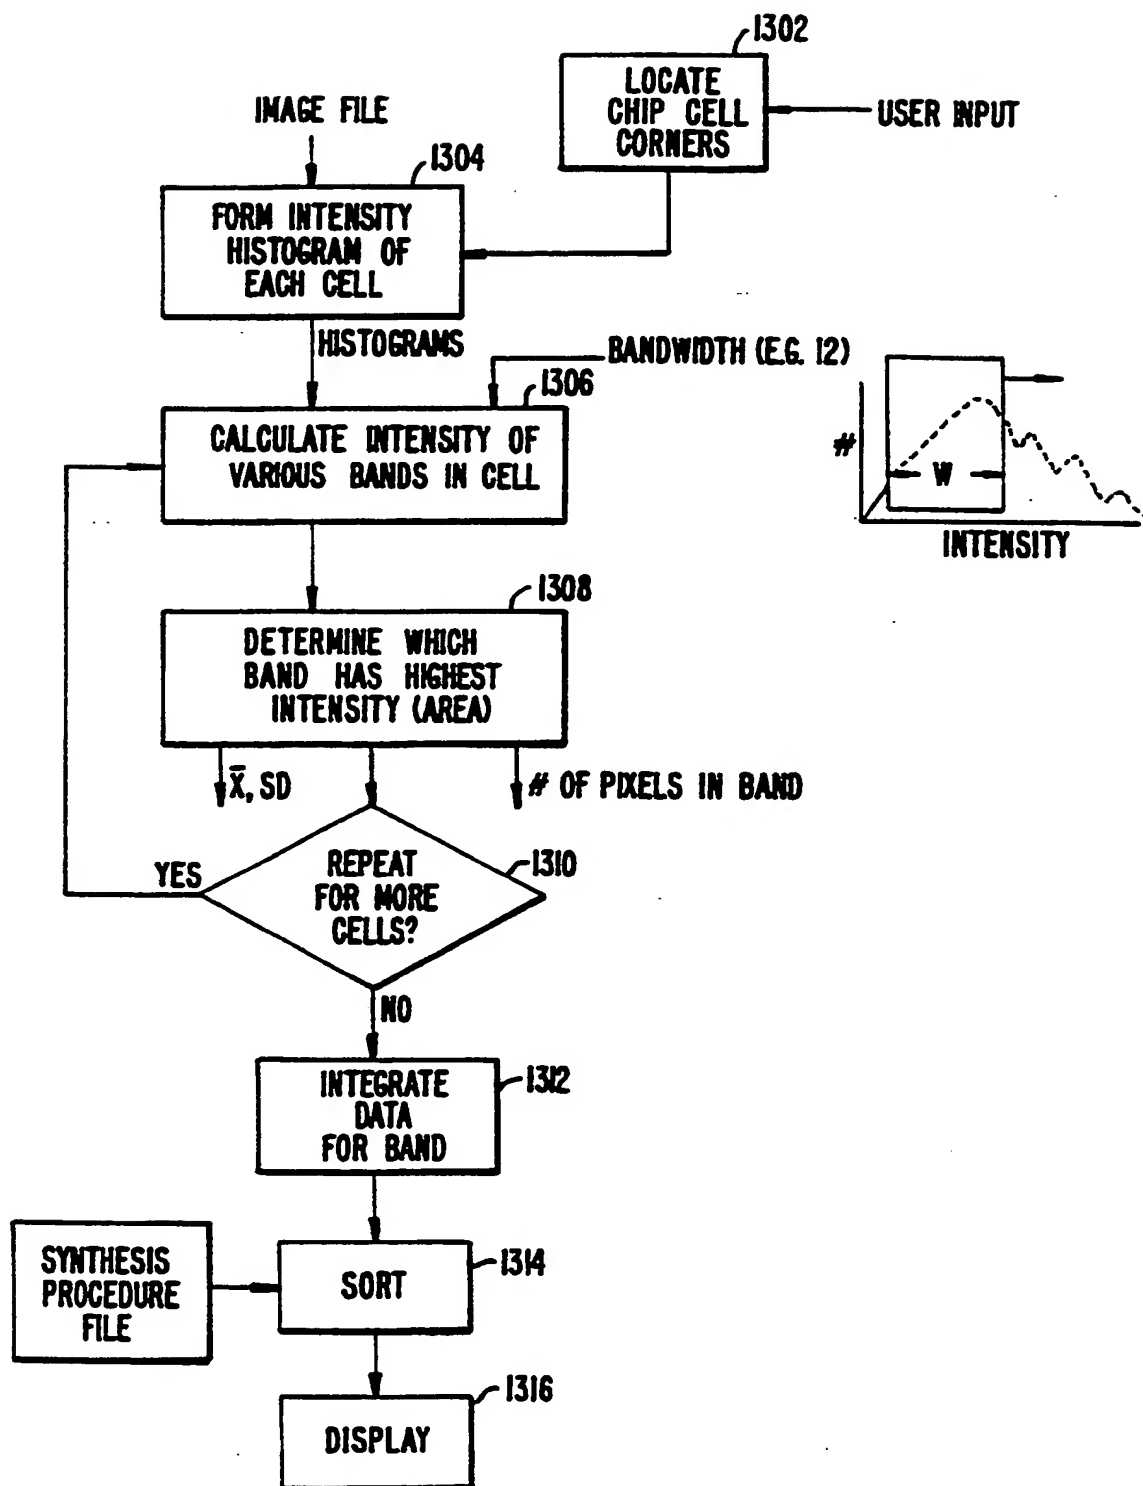 1302
LOCATE
CHIP CELL
CORNERS
USER INPUT
IMAGE FILE
1304
FORM INTENSITY
HISTOGRAM OF
EACH CELL
HISTOGRAMS
BANDWIDTH (E.G. 12)
1306
CALCULATE INTENSITY OF
VARIOUS BANDS IN CELL
#
W
INTENSITY
1308
DETERMINE WHICH
BAND HAS HIGHEST
INTENSITY (AREA)
X̄, SD
# OF PIXELS IN BAND
1310
REPEAT
FOR MORE
CELLS?
YES
NO
1312
INTEGRATE
DATA
FOR BAND
SYNTHESIS
PROCEDURE
FILE
1314
SORT
1316
DISPLAY